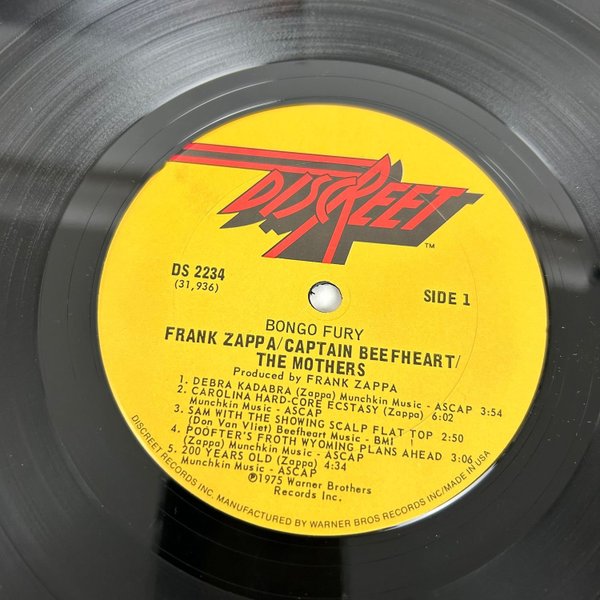 DISCREET
TM
DS 2234
(31,936)
SIDE 1
BONGO FURY
FRANK ZAPPA/CAPTAIN BEEFHEART/
THE MOTHERS
Produced by FRANK ZAPPA
1. DEBRA KADABRA (Zappa) Munchkin Music - ASCAP 3:54
2. CAROLINA HARD-CORE ECSTASY (Zappa) 6:02
Munchkin Music - ASCAP
3. SAM WITH THE SHOWING SCALP FLAT TOP 2:50
(Don Van Vliet) Beefheart Music - BMI
4. POOFTER'S FROTH WYOMING PLANS AHEAD 3:06
(Zappa) Munchkin Music - ASCAP
5. 200 YEARS OLD (Zappa) 4:34
Munchkin Music - ASCAP
℗1975 Warner Brothers
Records Inc.
DISCREET RECORDS INC. MANUFACTURED BY WARNER BROS RECORDS INC/MADE IN USA